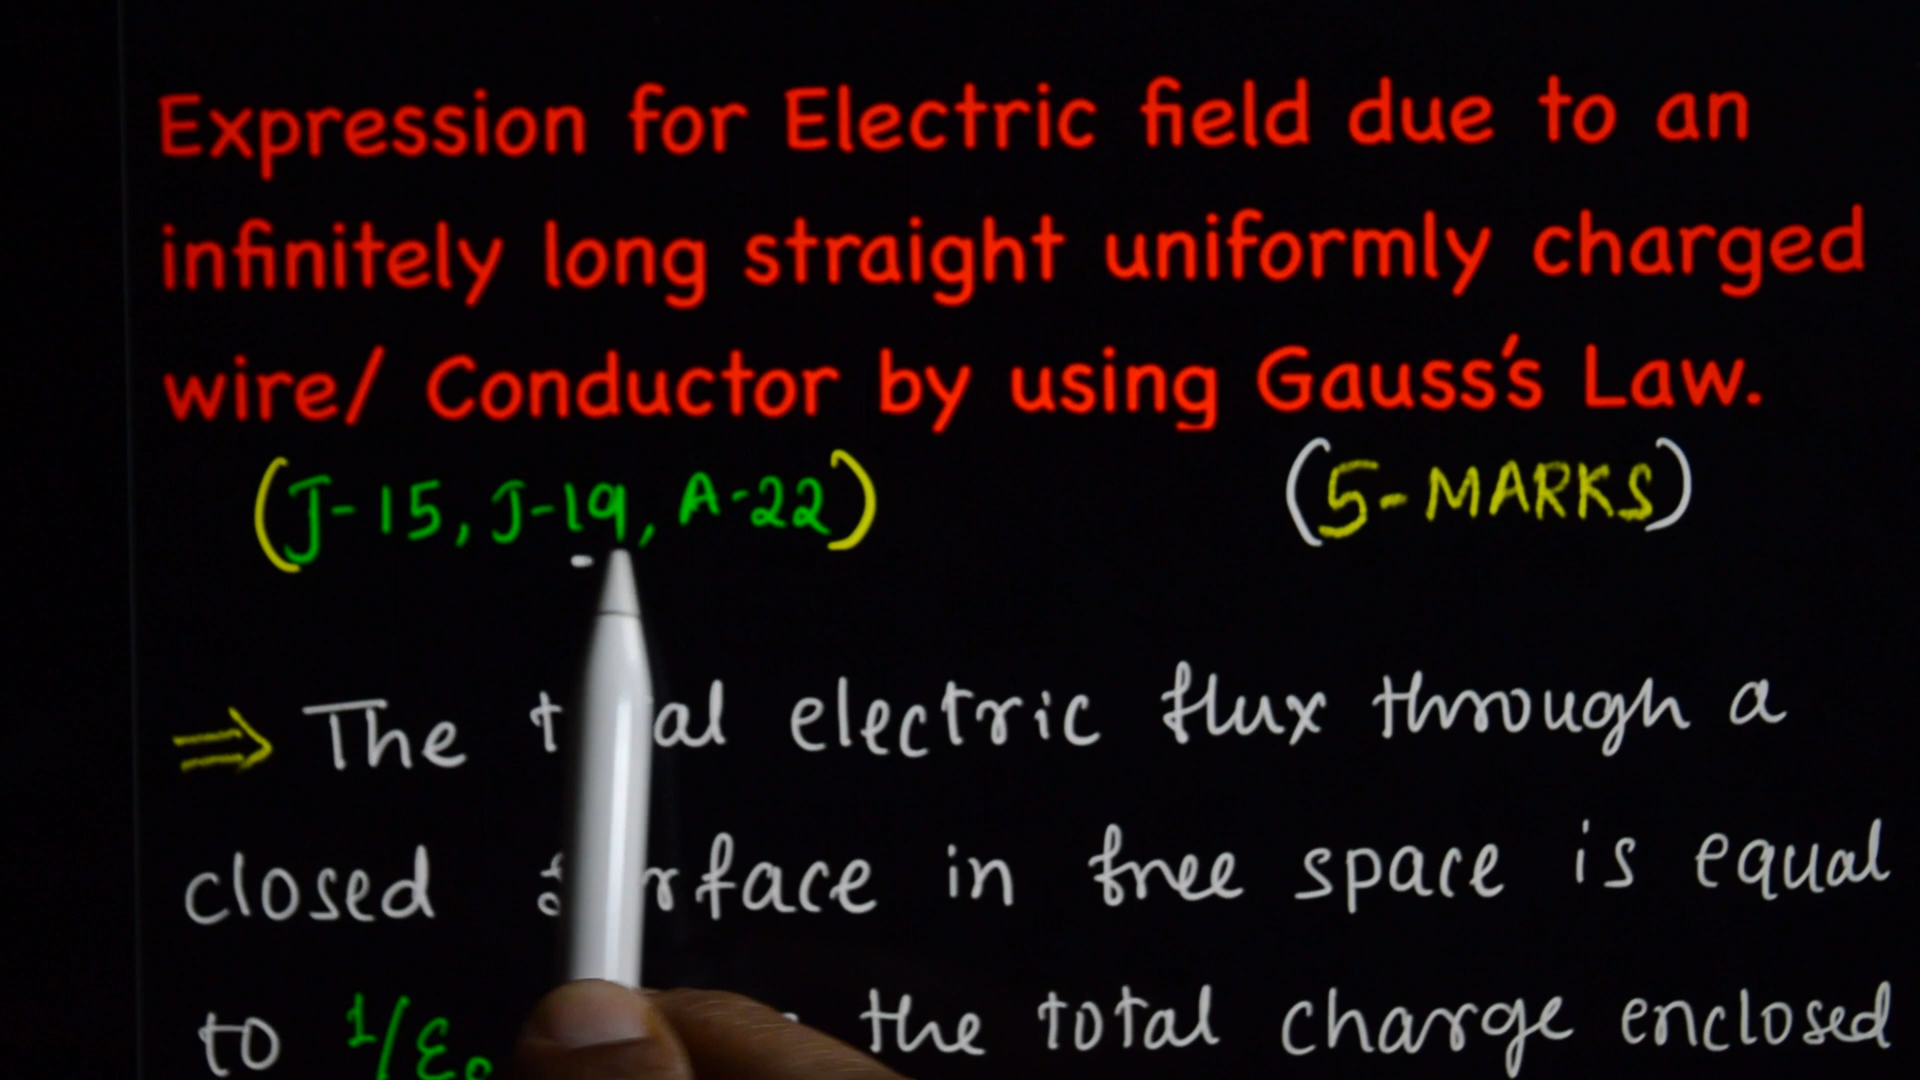 Expression for Electric field due to an
infinitely long straight uniformly charged
wire/ Conductor by using Gauss's Law.
(J-15, J-19, A-22) (5-MARKS)
⇒ The electric flux through a
closed in free space is equal
to 1/ε₀ the total charge enclosed